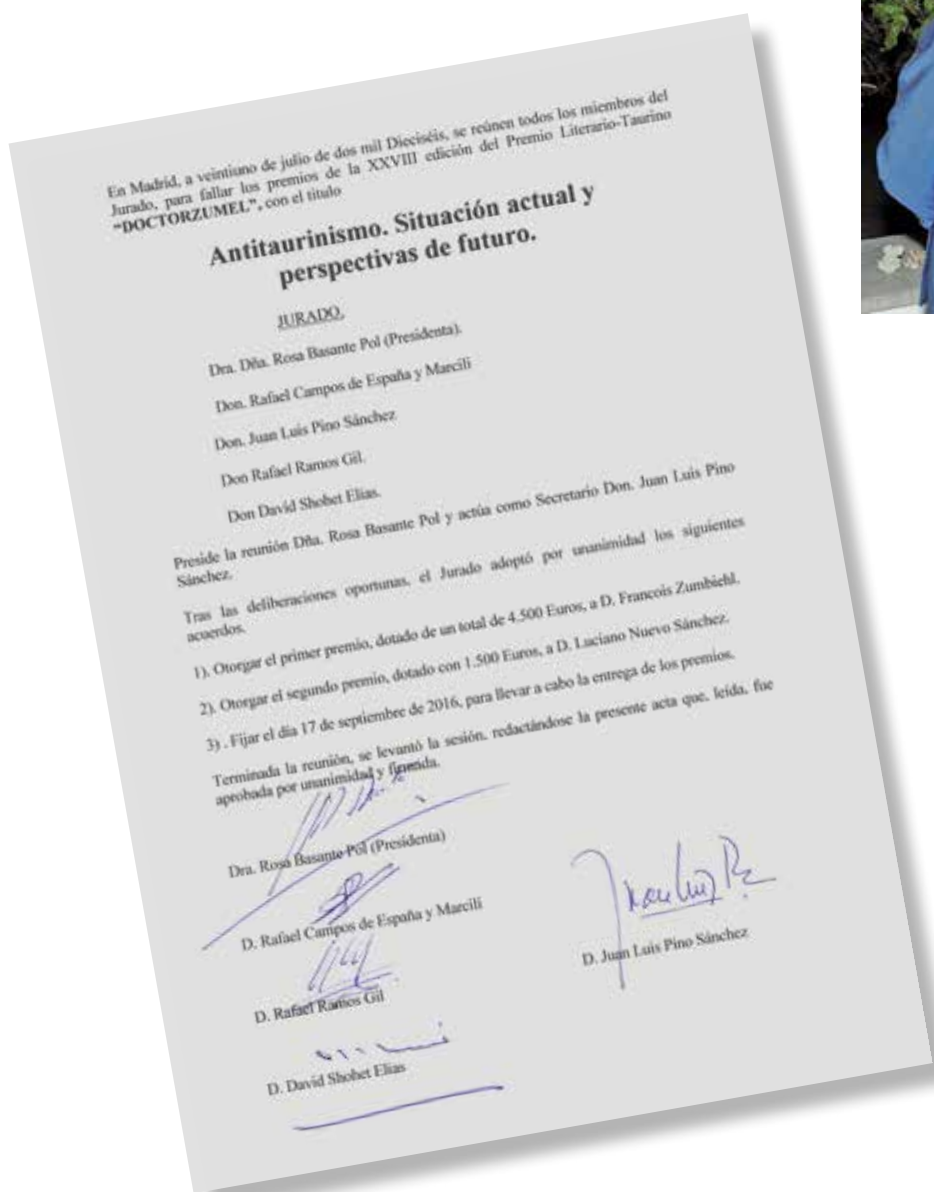 En Madrid, a veintiuno de julio de dos mil Dieciséis, se reúnen todos los miembros del
Jurado, para fallar los premios de la XXVIII edición del Premio Literario-Taurino
"DOCTORZUMEL", con el titulo
Antitaurinismo. Situación actual y
perspectivas de futuro.
JURADO,
Dra. Dña. Rosa Basante Pol (Presidenta).
Don. Rafael Campos de España y Marcili
Don. Juan Luis Pino Sánchez
Don Rafael Ramos Gil.
Don David Shohet Elias.
Preside la reunión Dña. Rosa Basante Pol y actúa como Secretario Don. Juan Luis Pino
Sánchez.
Tras las deliberaciones oportunas, el Jurado adoptó por unanimidad los siguientes
acuerdos.
1). Otorgar el primer premio, dotado de un total de 4.500 Euros, a D. Francois Zumbiehl.
2). Otorgar el segundo premio, dotado con 1.500 Euros, a D. Luciano Nuevo Sánchez.
3) . Fijar el día 17 de septiembre de 2016, para llevar a cabo la entrega de los premios.
Terminada la reunión, se levantó la sesión, redactándose la presente acta que, leída, fue
aprobada por unanimidad y firmada.
Dra. Rosa Basante Pol (Presidenta)
D. Rafael Campos de España y Marcili
Juan Luis P
D. Juan Luis Pino Sánchez
D. Rafael Ramos Gil
D. David Shohet Elias